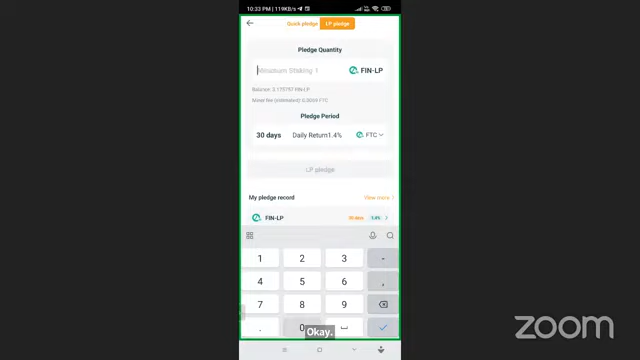 10:33 PM | 119KB/s
Quick pledge LP pledge
Pledge Quantity
Minimum Staking 1 FIN-LP
Balance 3.175797 FIN-LP
Miner fee (estimated) 0.0004 FTC
Pledge Period
30 days Daily Return1.4% FTC
LP pledge
My pledge record View more
FIN-LP 30 days 1.4%
1 2 3 -
4 5 6 ,
7 8 9
. 0
Okay.
zoom